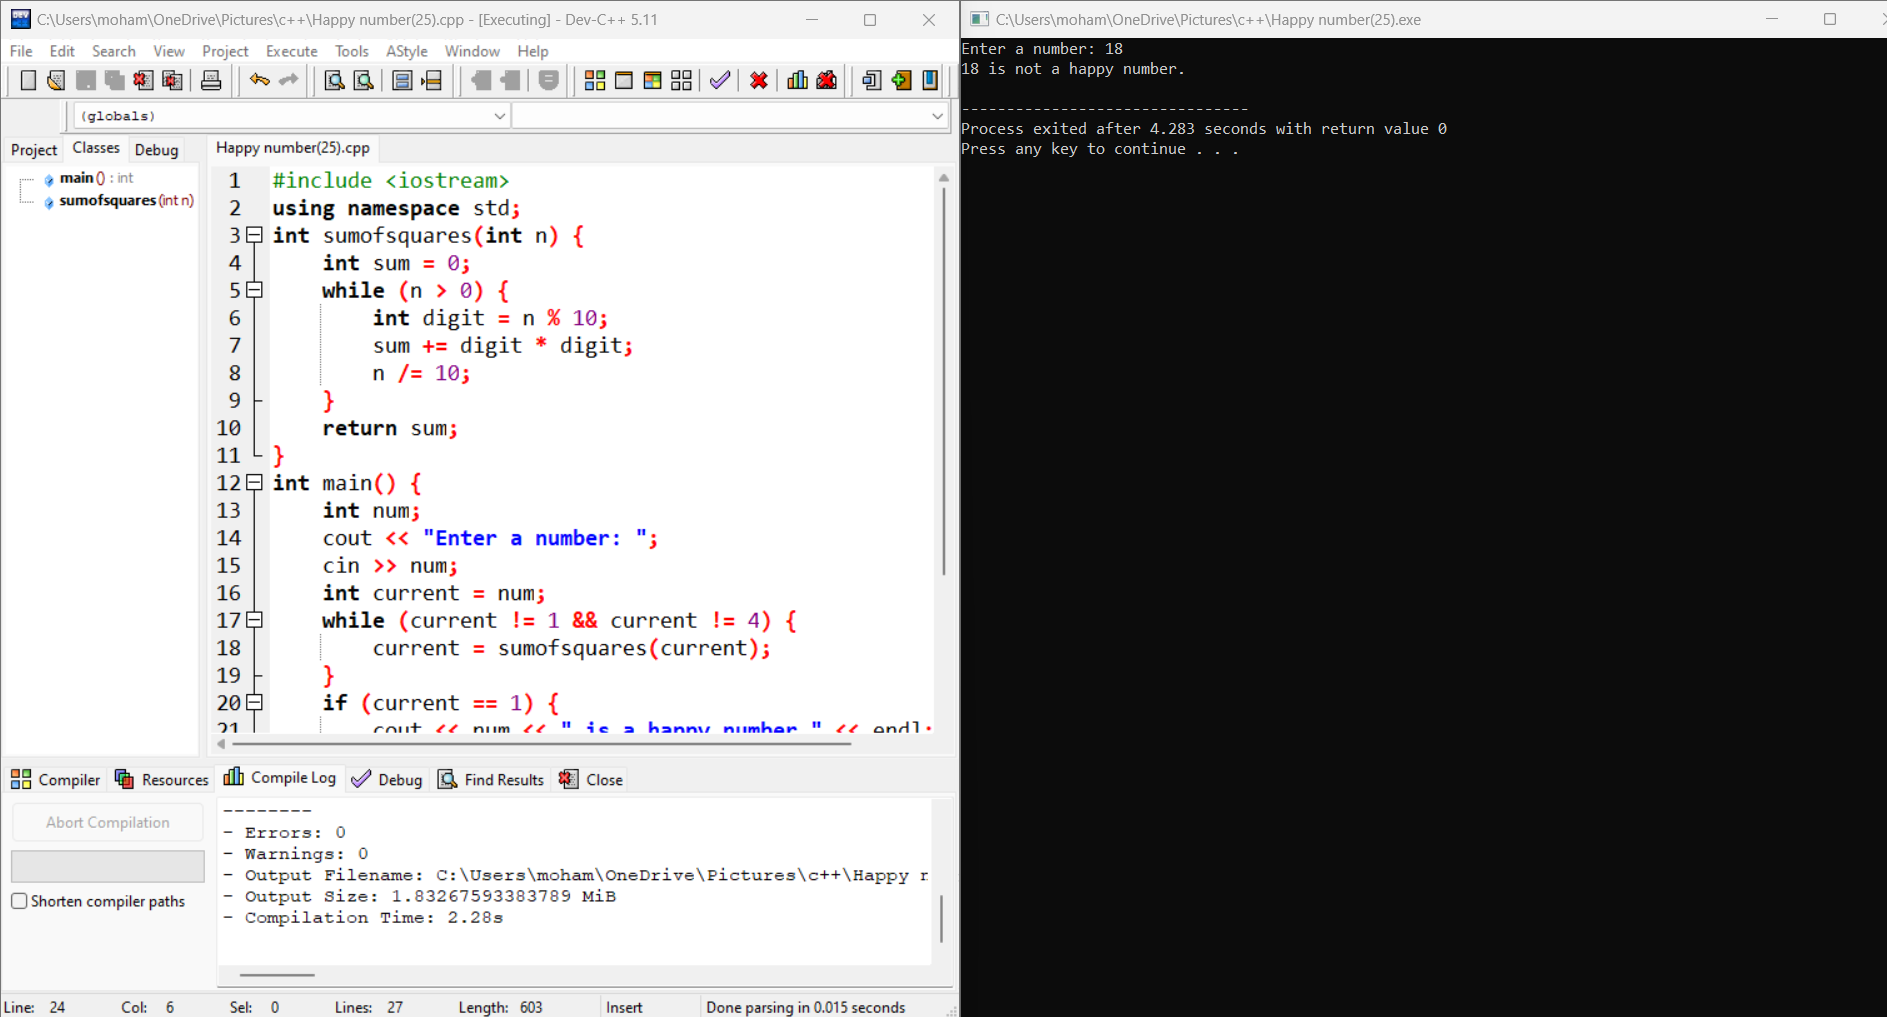 C:\Users\moham\OneDrive\Pictures\c++\Happy number(25).cpp - [Executing] - Dev-C++ 5.11
File Edit Search View Project Execute Tools AStyle Window Help
(globals)
Project Classes Debug
main () : int
sumofsquares (int n)
Happy number(25).cpp
1 #include <iostream>
2 using namespace std;
3 int sumofsquares(int n) {
4 int sum = 0;
5 while (n > 0) {
6 int digit = n % 10;
7 sum += digit * digit;
8 n /= 10;
9 }
10 return sum;
11 }
12 int main() {
13 int num;
14 cout << "Enter a number: ";
15 cin >> num;
16 int current = num;
17 while (current != 1 && current != 4) {
18 current = sumofsquares(current);
19 }
20 if (current == 1) {
21 cout << num << " is a happy number." << endl;
Compiler Resources Compile Log Debug Find Results Close
Abort Compilation
Shorten compiler paths
--------
- Errors: 0
- Warnings: 0
- Output Filename: C:\Users\moham\OneDrive\Pictures\c++\Happy
- Output Size: 1.83267593383789 MiB
- Compilation Time: 2.28s
Line: 24 Col: 6 Sel: 0 Lines: 27 Length: 603 Insert Done parsing in 0.015 seconds
C:\Users\moham\OneDrive\Pictures\c++\Happy number(25).exe
Enter a number: 18
18 is not a happy number.
--------------------------------
Process exited after 4.283 seconds with return value 0
Press any key to continue . . .